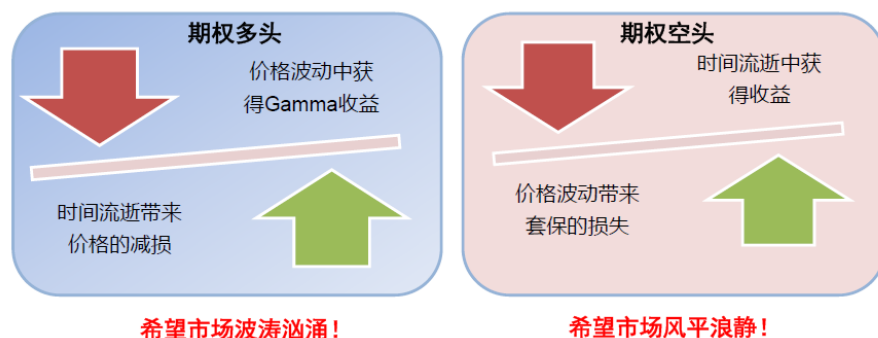 期权多头
价格波动中获
得Gamma收益
时间流逝带来
价格的减损
希望市场波涛汹涌！
期权空头
时间流逝中获
得收益
价格波动带来
套保的损失
希望市场风平浪静！